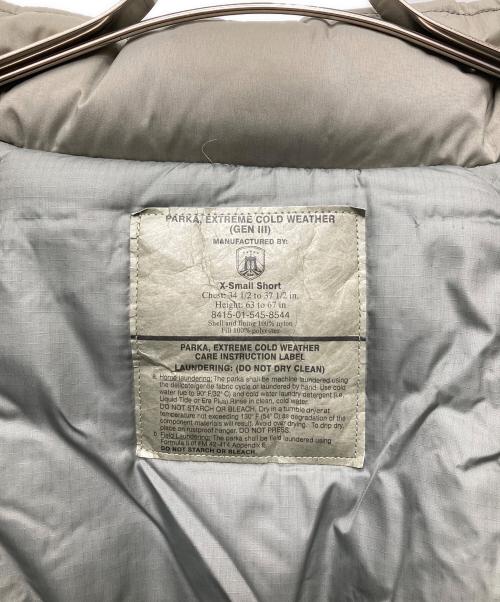 PARKA, EXTREME COLD WEATHER
(GEN III)
MANUFACTURED BY:
X-Small Short
Chest: 34 1/2 to 37 1/2 in.
Height: 63 to 67 in
8415-01-545-8544
Shell and lining 100% nylon
Fill 100% polyester
PARKA, EXTREME COLD WEATHER
CARE INSTRUCTION LABEL
LAUNDERING: (DO NOT DRY CLEAN)
Home laundering: The parka shall be machine laundered using
the delicate/gentle fabric cycle or laundered by hand. Use cold
water (up to 90° F/32° C) and cold water laundry detergent (i.e.
Liquid Tide or Era Plus) Rinse in clean, cold water.
DO NOT STARCH OR BLEACH. Dry in a tumble dryer at
temperature not exceeding 130° F (54° C) as degradation of the
component materials will result. Avoid over drying. To drip dry,
place on rustproof hanger. DO NOT PRESS.
Field Laundering: The parka shall be field laundered using
Formula II of FM 42-414 Appendix E.
DO NOT STARCH OR BLEACH.